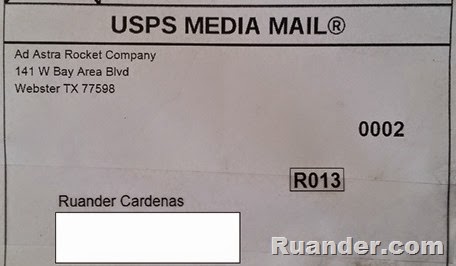 USPS MEDIA MAIL®
Ad Astra Rocket Company
141 W Bay Area Blvd
Webster TX 77598
0002
R013
Ruander Cardenas
Ruander.com